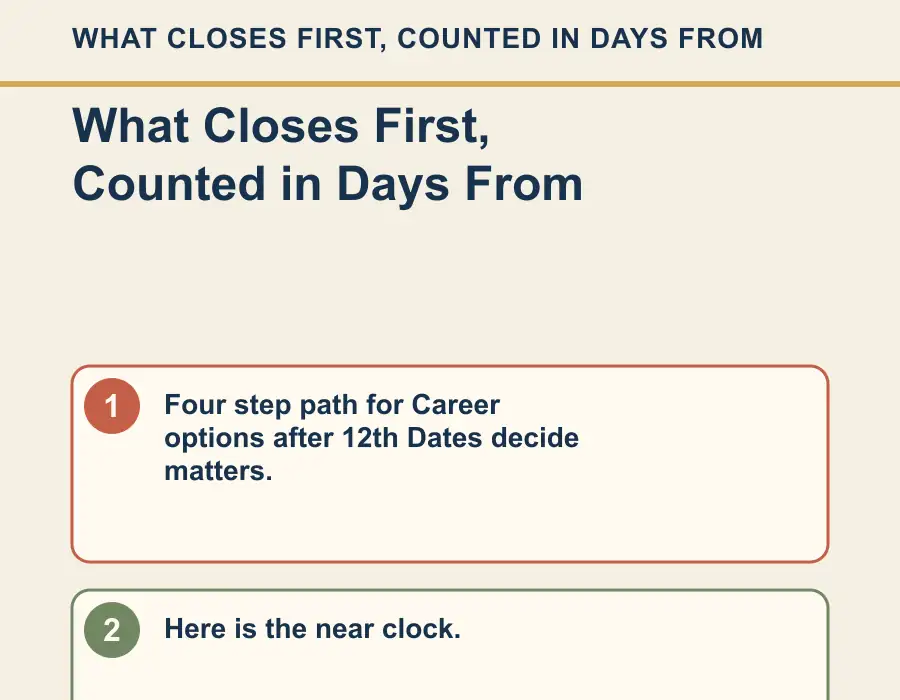 WHAT CLOSES FIRST, COUNTED IN DAYS FROM
What Closes First,
Counted in Days From
1
Four step path for Career
options after 12th Dates decide
matters.
2
Here is the near clock.